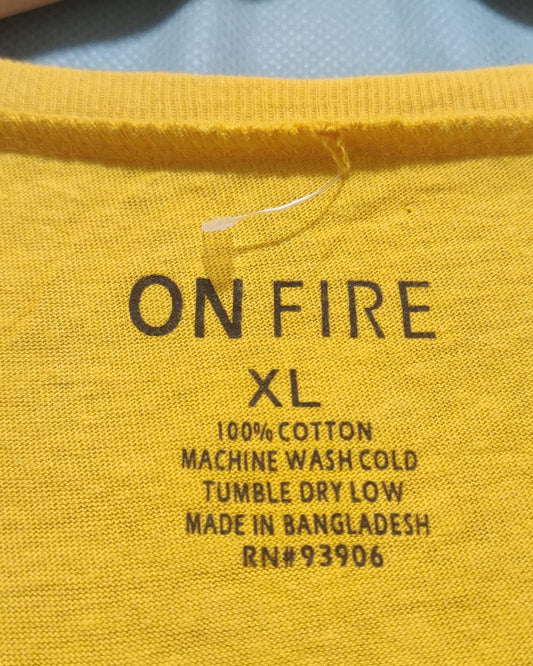 ON FIRE
XL
100% COTTON
MACHINE WASH COLD
TUMBLE DRY LOW
MADE IN BANGLADESH
RN#93906